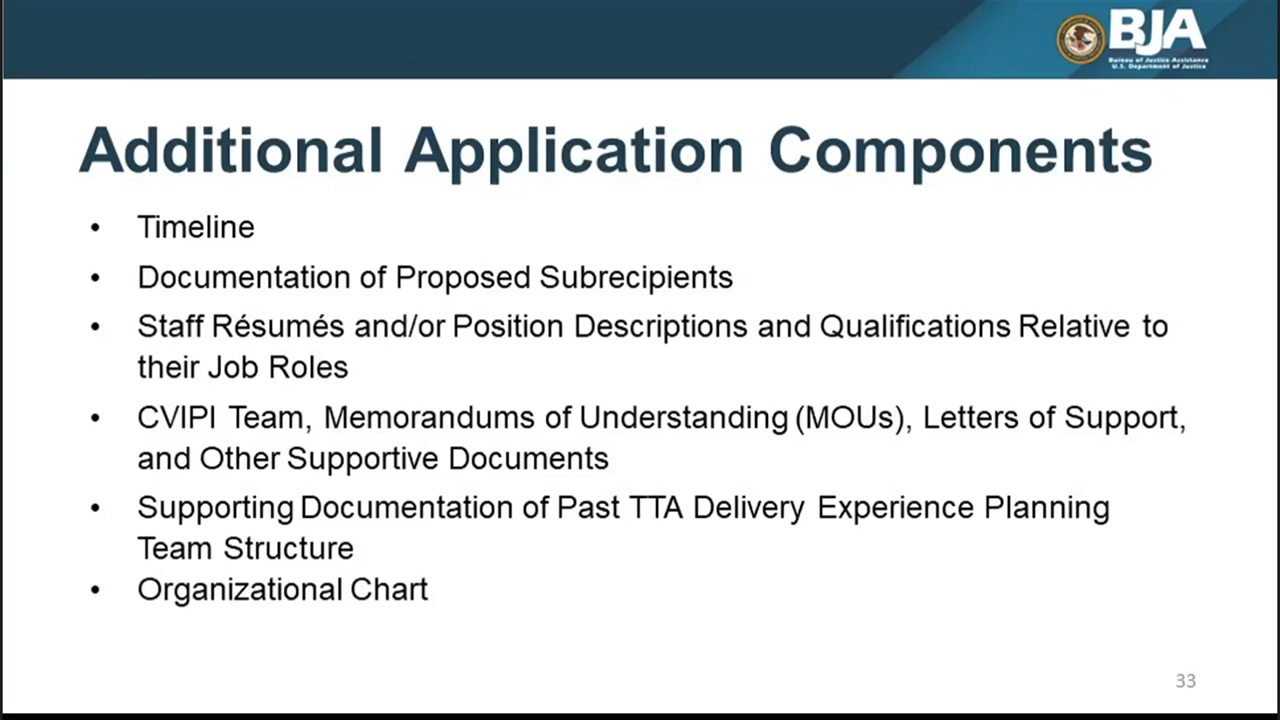 BJA
Bureau of Justice Assistance
U.S. Department of Justice
Additional Application Components
• Timeline
• Documentation of Proposed Subrecipients
• Staff Résumés and/or Position Descriptions and Qualifications Relative to
their Job Roles
• CVIPI Team, Memorandums of Understanding (MOUs), Letters of Support,
and Other Supportive Documents
• Supporting Documentation of Past TTA Delivery Experience Planning
Team Structure
• Organizational Chart
33